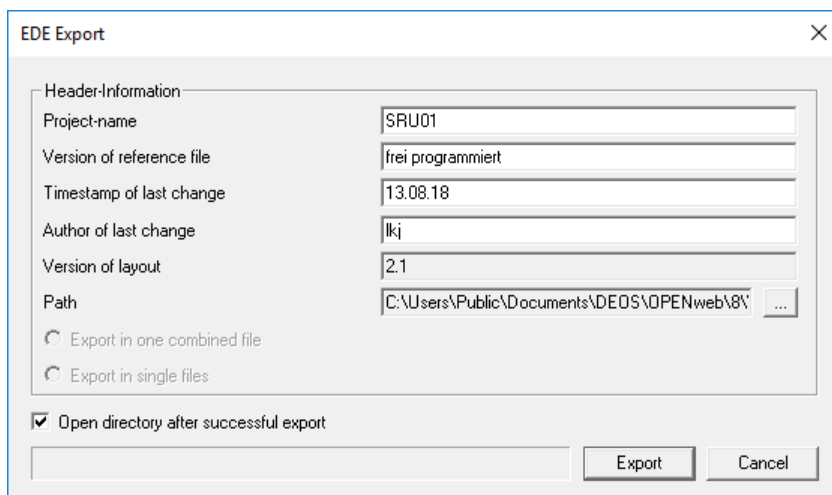 EDE Export
Header-Information
Project-name SRU01
Version of reference file frei programmiert
Timestamp of last change 13.08.18
Author of last change lkj
Version of layout 2.1
Path C:\Users\Public\Documents\DEOS\OPENweb\8\ ...
Export in one combined file
Export in single files
Open directory after successful export
Export Cancel